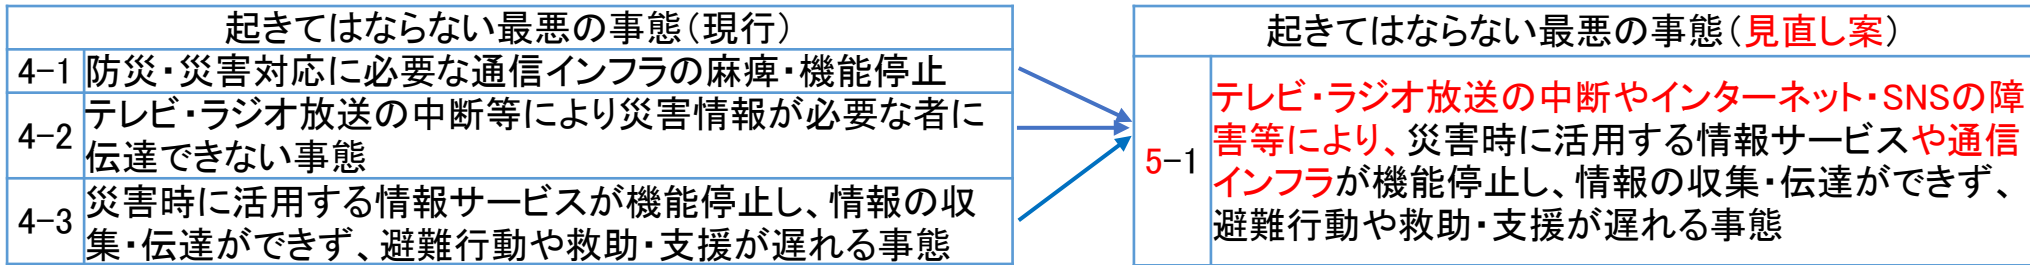 起きてはならない最悪の事態(現行)
4-1 防災・災害対応に必要な通信インフラの麻痺・機能停止
4-2 テレビ・ラジオ放送の中断等により災害情報が必要な者に
伝達できない事態
4-3 災害時に活用する情報サービスが機能停止し、情報の収
集・伝達ができず、避難行動や救助・支援が遅れる事態
起きてはならない最悪の事態(見直し案)
5-1 テレビ・ラジオ放送の中断やインターネット・SNSの障
害等により、災害時に活用する情報サービスや通信
インフラが機能停止し、情報の収集・伝達ができず、
避難行動や救助・支援が遅れる事態